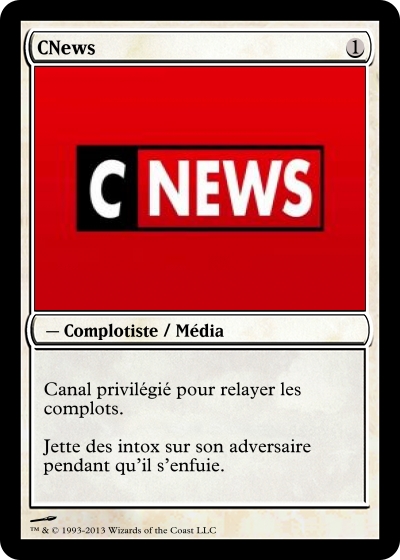 CNews 1
C NEWS
— Complotiste / Média
Canal privilégié pour relayer les
complots.
Jette des intox sur son adversaire
pendant qu'il s'enfuie.
™ & © 1993-2013 Wizards of the Coast LLC